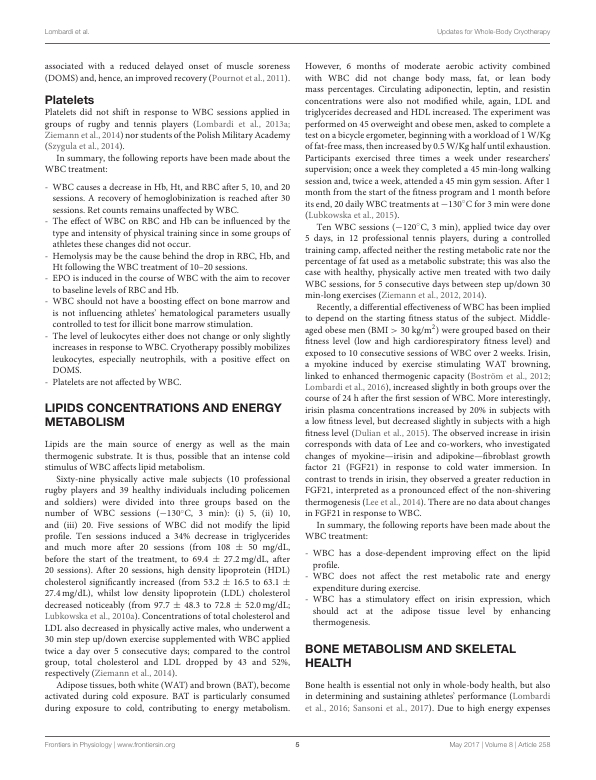 Lombardi et al.
Updates for Whole-Body Cryotherapy
associated with a reduced delayed onset of muscle soreness
(DOMS) and, hence, an improved recovery (Pournot et al., 2011).
Platelets
Platelets did not shift in response to WBC sessions applied in
groups of rugby and tennis players (Lombardi et al., 2013a;
Ziemann et al., 2014) nor students of the Polish Military Academy
(Szygula et al., 2014).
In summary, the following reports have been made about the
WBC treatment:
- WBC causes a decrease in Hb, Ht, and RBC after 5, 10, and 20
sessions. A recovery of hemoglobinization is reached after 30
sessions. Ret counts remains unaffected by WBC.
- The effect of WBC on RBC and Hb can be influenced by the
type and intensity of physical training since in some groups of
athletes these changes did not occur.
- Hemolysis may be the cause behind the drop in RBC, Hb, and
Ht following the WBC treatment of 10–20 sessions.
- EPO is induced in the course of WBC with the aim to recover
to baseline levels of RBC and Hb.
- WBC should not have a boosting effect on bone marrow and
is not influencing athletes' hematological parameters usually
controlled to test for illicit bone marrow stimulation.
- The level of leukocytes either does not change or only slightly
increases in response to WBC. Cryotherapy possibly mobilizes
leukocytes, especially neutrophils, with a positive effect on
DOMS.
- Platelets are not affected by WBC.
LIPIDS CONCENTRATIONS AND ENERGY
METABOLISM
Lipids are the main source of energy as well as the main
thermogenic substrate. It is thus, possible that an intense cold
stimulus of WBC affects lipid metabolism.
Sixty-nine physically active male subjects (10 professional
rugby players and 39 healthy individuals including policemen
and soldiers) were divided into three groups based on the
number of WBC sessions (−130°C, 3 min): (i) 5, (ii) 10,
and (iii) 20. Five sessions of WBC did not modify the lipid
profile. Ten sessions induced a 34% decrease in triglycerides
and much more after 20 sessions (from 108 ± 50 mg/dL,
before the start of the treatment, to 69.4 ± 27.2 mg/dL, after
20 sessions). After 20 sessions, high density lipoprotein (HDL)
cholesterol significantly increased (from 53.2 ± 16.5 to 63.1 ±
27.4 mg/dL), whilst low density lipoprotein (LDL) cholesterol
decreased noticeably (from 97.7 ± 48.3 to 72.8 ± 52.0 mg/dL;
Lubkowska et al., 2010a). Concentrations of total cholesterol and
LDL also decreased in physically active males, who underwent a
30 min step up/down exercise supplemented with WBC applied
twice a day over 5 consecutive days; compared to the control
group, total cholesterol and LDL dropped by 43 and 52%,
respectively (Ziemann et al., 2014).
Adipose tissues, both white (WAT) and brown (BAT), become
activated during cold exposure. BAT is particularly consumed
during exposure to cold, contributing to energy metabolism.
However, 6 months of moderate aerobic activity combined
with WBC did not change body mass, fat, or lean body
mass percentages. Circulating adiponectin, leptin, and resistin
concentrations were also not modified while, again, LDL and
triglycerides decreased and HDL increased. The experiment was
performed on 45 overweight and obese men, asked to complete a
test on a bicycle ergometer, beginning with a workload of 1 W/Kg
of fat-free mass, then increased by 0.5 W/Kg half until exhaustion.
Participants exercised three times a week under researchers'
supervision; once a week they completed a 45 min-long walking
session and, twice a week, attended a 45 min gym session. After 1
month from the start of the fitness program and 1 month before
its end, 20 daily WBC treatments at −130°C for 3 min were done
(Lubkowska et al., 2015).
Ten WBC sessions (−120°C, 3 min), applied twice day over
5 days, in 12 professional tennis players, during a controlled
training camp, affected neither the resting metabolic rate nor the
percentage of fat used as a metabolic substrate; this was also the
case with healthy, physically active men treated with two daily
WBC sessions, for 5 consecutive days between step up/down 30
min-long exercises (Ziemann et al., 2012, 2014).
Recently, a differential effectiveness of WBC has been implied
to depend on the starting fitness status of the subject. Middle-
aged obese men (BMI > 30 kg/m²) were grouped based on their
fitness level (low and high cardiorespiratory fitness level) and
exposed to 10 consecutive sessions of WBC over 2 weeks. Irisin,
a myokine induced by exercise stimulating WAT browning,
linked to enhanced thermogenic capacity (Boström et al., 2012;
Lombardi et al., 2016), increased slightly in both groups over the
course of 24 h after the first session of WBC. More interestingly,
irisin plasma concentrations increased by 20% in subjects with
a low fitness level, but decreased slightly in subjects with a high
fitness level (Dulian et al., 2015). The observed increase in irisin
corresponds with data of Lee and co-workers, who investigated
changes of myokine—irisin and adipokine—fibroblast growth
factor 21 (FGF21) in response to cold water immersion. In
contrast to trends in irisin, they observed a greater reduction in
FGF21, interpreted as a pronounced effect of the non-shivering
thermogenesis (Lee et al., 2014). There are no data about changes
in FGF21 in response to WBC.
In summary, the following reports have been made about the
WBC treatment:
- WBC has a dose-dependent improving effect on the lipid
profile.
- WBC does not affect the rest metabolic rate and energy
expenditure during exercise.
- WBC has a stimulatory effect on irisin expression, which
should act at the adipose tissue level by enhancing
thermogenesis.
BONE METABOLISM AND SKELETAL
HEALTH
Bone health is essential not only in whole-body health, but also
in determining and sustaining athletes' performance (Lombardi
et al., 2016; Sansoni et al., 2017). Due to high energy expenses
Frontiers in Physiology | www.frontiersin.org
5
May 2017 | Volume 8 | Article 258